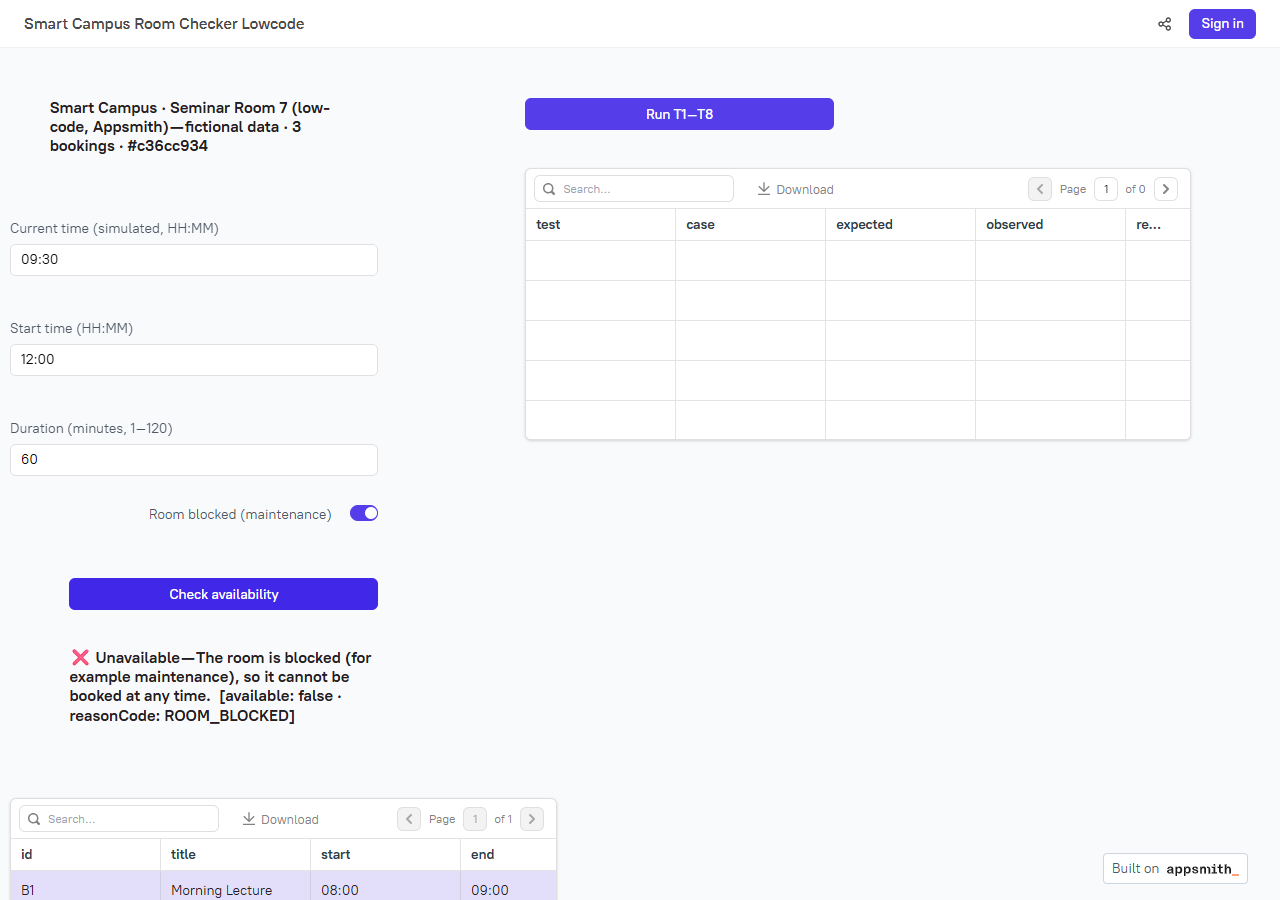 Smart Campus Room Checker Lowcode
Sign in
Smart Campus · Seminar Room 7 (low-
code, Appsmith)—fictional data · 3
bookings · #c36cc934
Run T1—T8
Search...
Download
Page 1 of 0
test case expected observed re...
Current time (simulated, HH:MM)
09:30
Start time (HH:MM)
12:00
Duration (minutes, 1—120)
60
Room blocked (maintenance)
Check availability
❌ Unavailable—The room is blocked (for
example maintenance), so it cannot be
booked at any time. [available: false ·
reasonCode: ROOM_BLOCKED]
Search...
Download
Page 1 of 1
id title start end
B1 Morning Lecture 08:00 09:00
Built on appsmith_